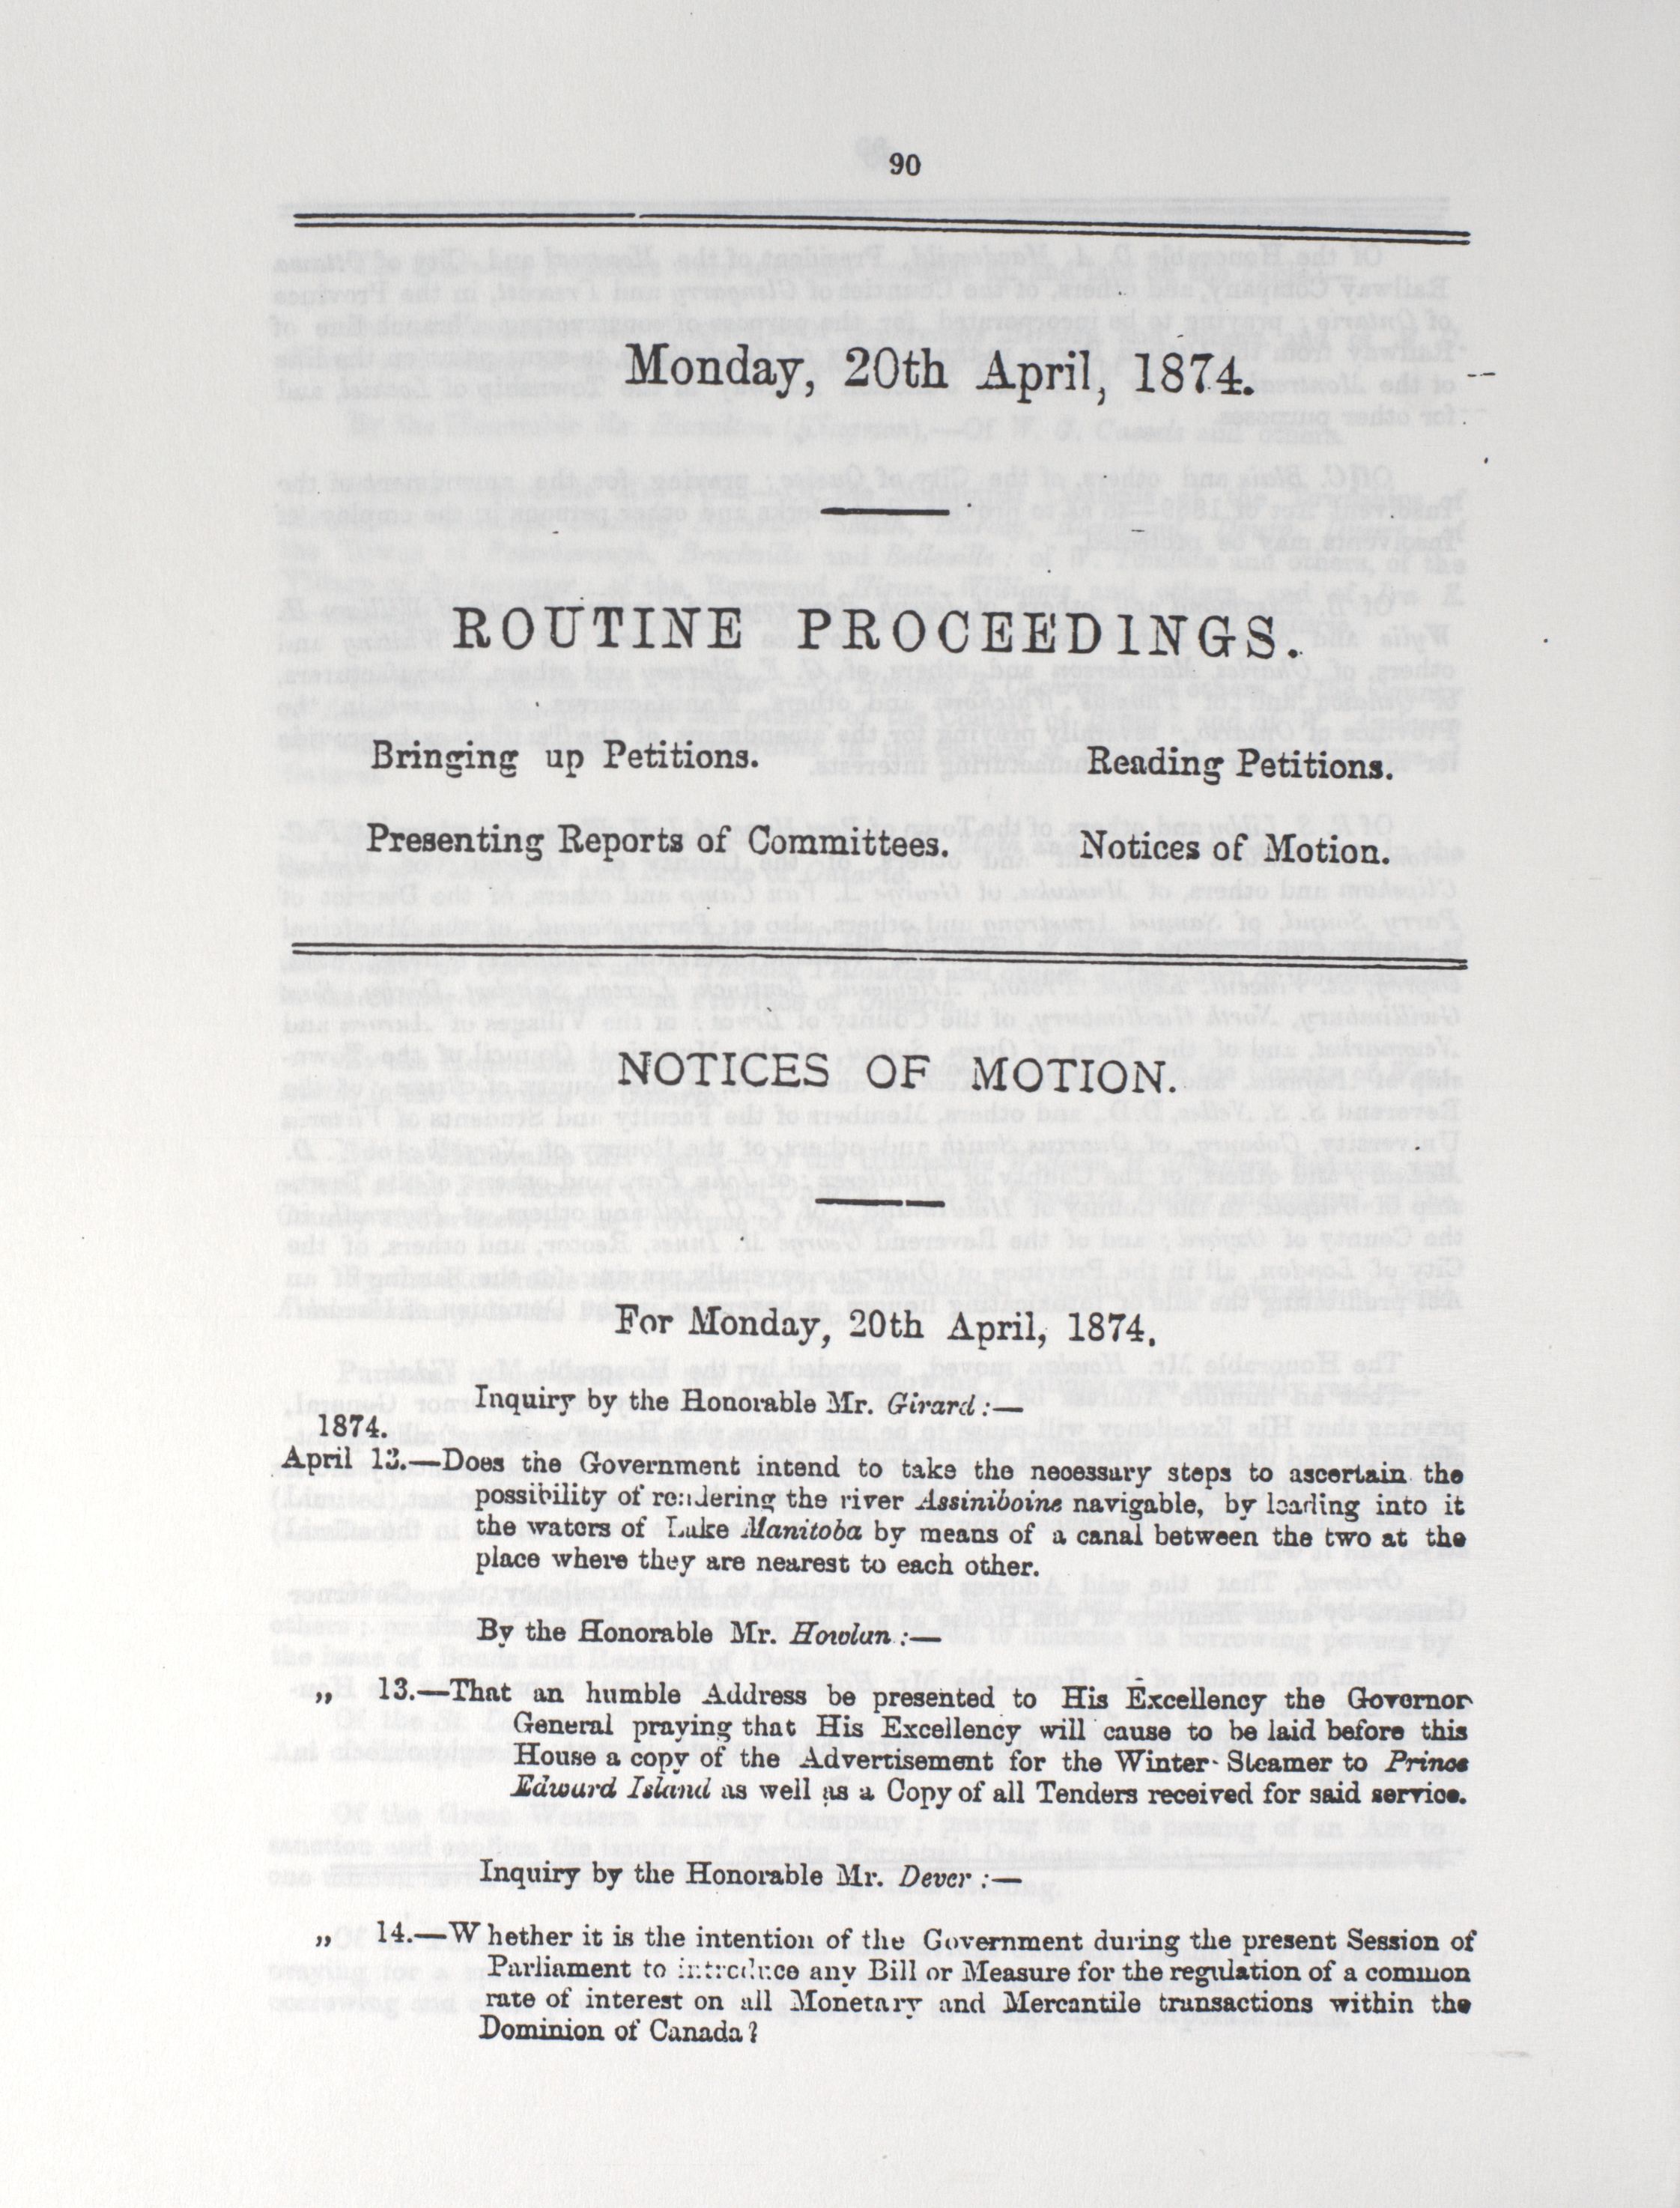 90
Monday, 20th April, 1874.
ROUTINE PROCEEDINGS.
Bringing up Petitions. Reading Petitions.
Presenting Reports of Committees. Notices of Motion.
NOTICES OF MOTION.
For Monday, 20th April, 1874.
Inquiry by the Honorable Mr. Girard:—
1874.
April 13.—Does the Government intend to take the necessary steps to ascertain the
possibility of rendering the river Assiniboine navigable, by leading into it
the waters of Lake Manitoba by means of a canal between the two at the
place where they are nearest to each other.
By the Honorable Mr. Howlan:—
„ 13.—That an humble Address be presented to His Excellency the Governor
General praying that His Excellency will cause to be laid before this
House a copy of the Advertisement for the Winter Steamer to Prince
Edward Island as well as a Copy of all Tenders received for said service.
Inquiry by the Honorable Mr. Dever:—
„ 14.—Whether it is the intention of the Government during the present Session of
Parliament to introduce any Bill or Measure for the regulation of a common
rate of interest on all Monetary and Mercantile transactions within the
Dominion of Canada?